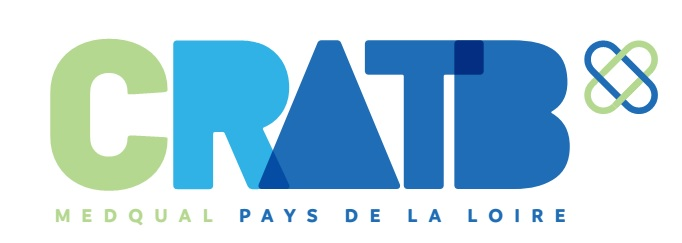 CRATB
MEDQUAL PAYS DE LA LOIRE